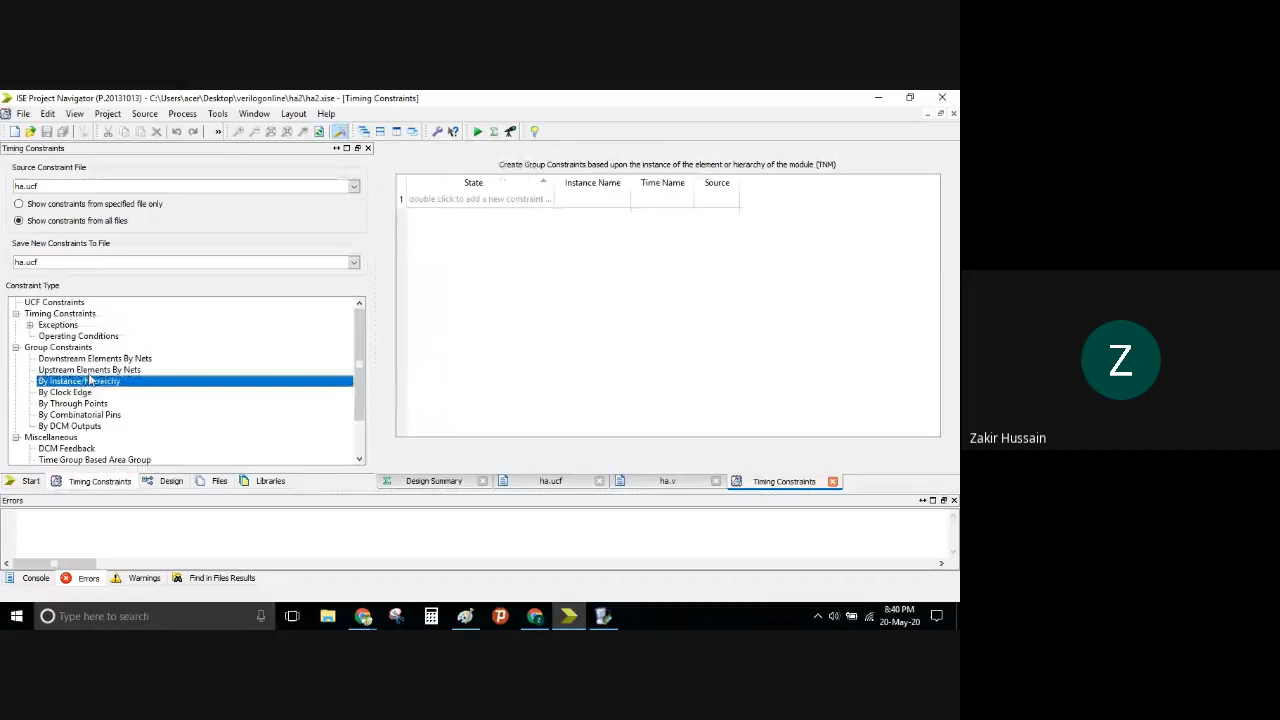 ISE Project Navigator (P.20131013) - C:\Users\acer\Desktop\verilogonline\ha2\ha2.xise - [Timing Constraints]
File Edit View Project Source Process Tools Window Layout Help
Timing Constraints
Source Constraint File
ha.ucf
Show constraints from specified file only
Show constraints from all files
Save New Constraints To File
ha.ucf
Constraint Type
UCF Constraints
Timing Constraints
Exceptions
Operating Conditions
Group Constraints
Downstream Elements By Nets
Upstream Elements By Nets
By Instance/Hierarchy
By Clock Edge
By Through Points
By Combinatorial Pins
By DCM Outputs
Miscellaneous
DCM Feedback
Time Group Based Area Group
Create Group Constraints based upon the instance of the element or hierarchy of the module (TNM)
State Instance Name Time Name Source
1 double click to add a new constraint ...
Start Timing Constraints Design Files Libraries
Design Summary ha.ucf ha.v Timing Constraints
Errors
Console Errors Warnings Find in Files Results
Type here to search
8:40 PM
20-May-20
Z
Zakir Hussain